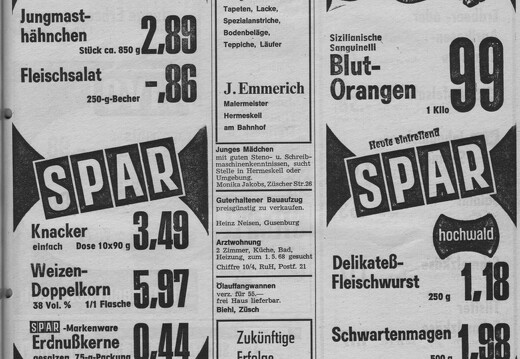 Jungmast-
hähnchen
Stück ca. 850 g
2,89
Fleischsalat
250-g-Becher
-,86
SPAR
Knacker
einfach Dose 10x90 g
3,49
Weizen-
Doppelkorn
38 Vol. % 1/1 Flasche
5,97
SPAR-Markenware
Erdnußkerne
gesalzen, 75-g-Packung
0,44
Tapeten, Lacke,
Spezialanstriche,
Bodenbeläge,
Teppiche, Läufer
J. Emmerich
Malermeister
Hermeskeil
am Bahnhof
Junges Mädchen
mit guten Steno- u. Schreib-
maschinenkenntnissen, sucht
Stelle in Hermeskeil oder
Umgebung.
Monika Jakobs, Züscher Str. 26
Guterhaltener Bauaufzug
preisgünstig zu verkaufen.
Heinz Neisen, Gusenburg
Arztwohnung
2 Zimmer, Küche, Bad,
Heizung, zum 1. 5. 68 gesucht
Chiffre 10/4, RuH, Postf. 21
Ölauffangwannen
verz. für 55.—
frei Haus lieferbar.
Biehl, Züsch
Zukünftige
Erfolge
Sizilianische
Sanguinelli
Blut-
Orangen
1 Kilo
99
Heute eintreffend
SPAR
hochwald
Delikateß-
Fleischwurst
250 g
1,18
Schwartenmagen
500 g
1,98